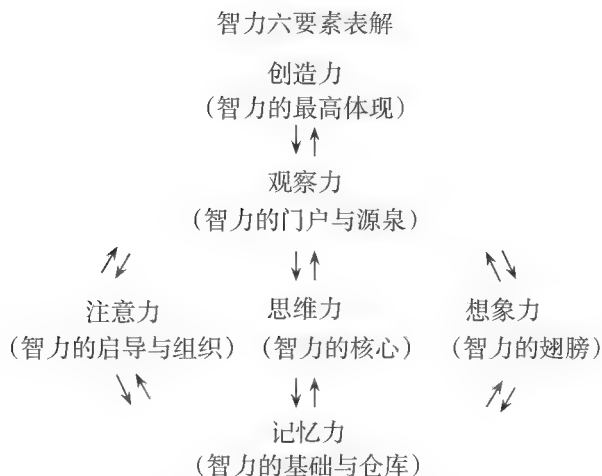 智力六要素表解
创造力
(智力的最高体现)
观察力
(智力的门户与源泉)
注意力 思维力 想象力
(智力的启导与组织) (智力的核心) (智力的翅膀)
记忆力
(智力的基础与仓库)